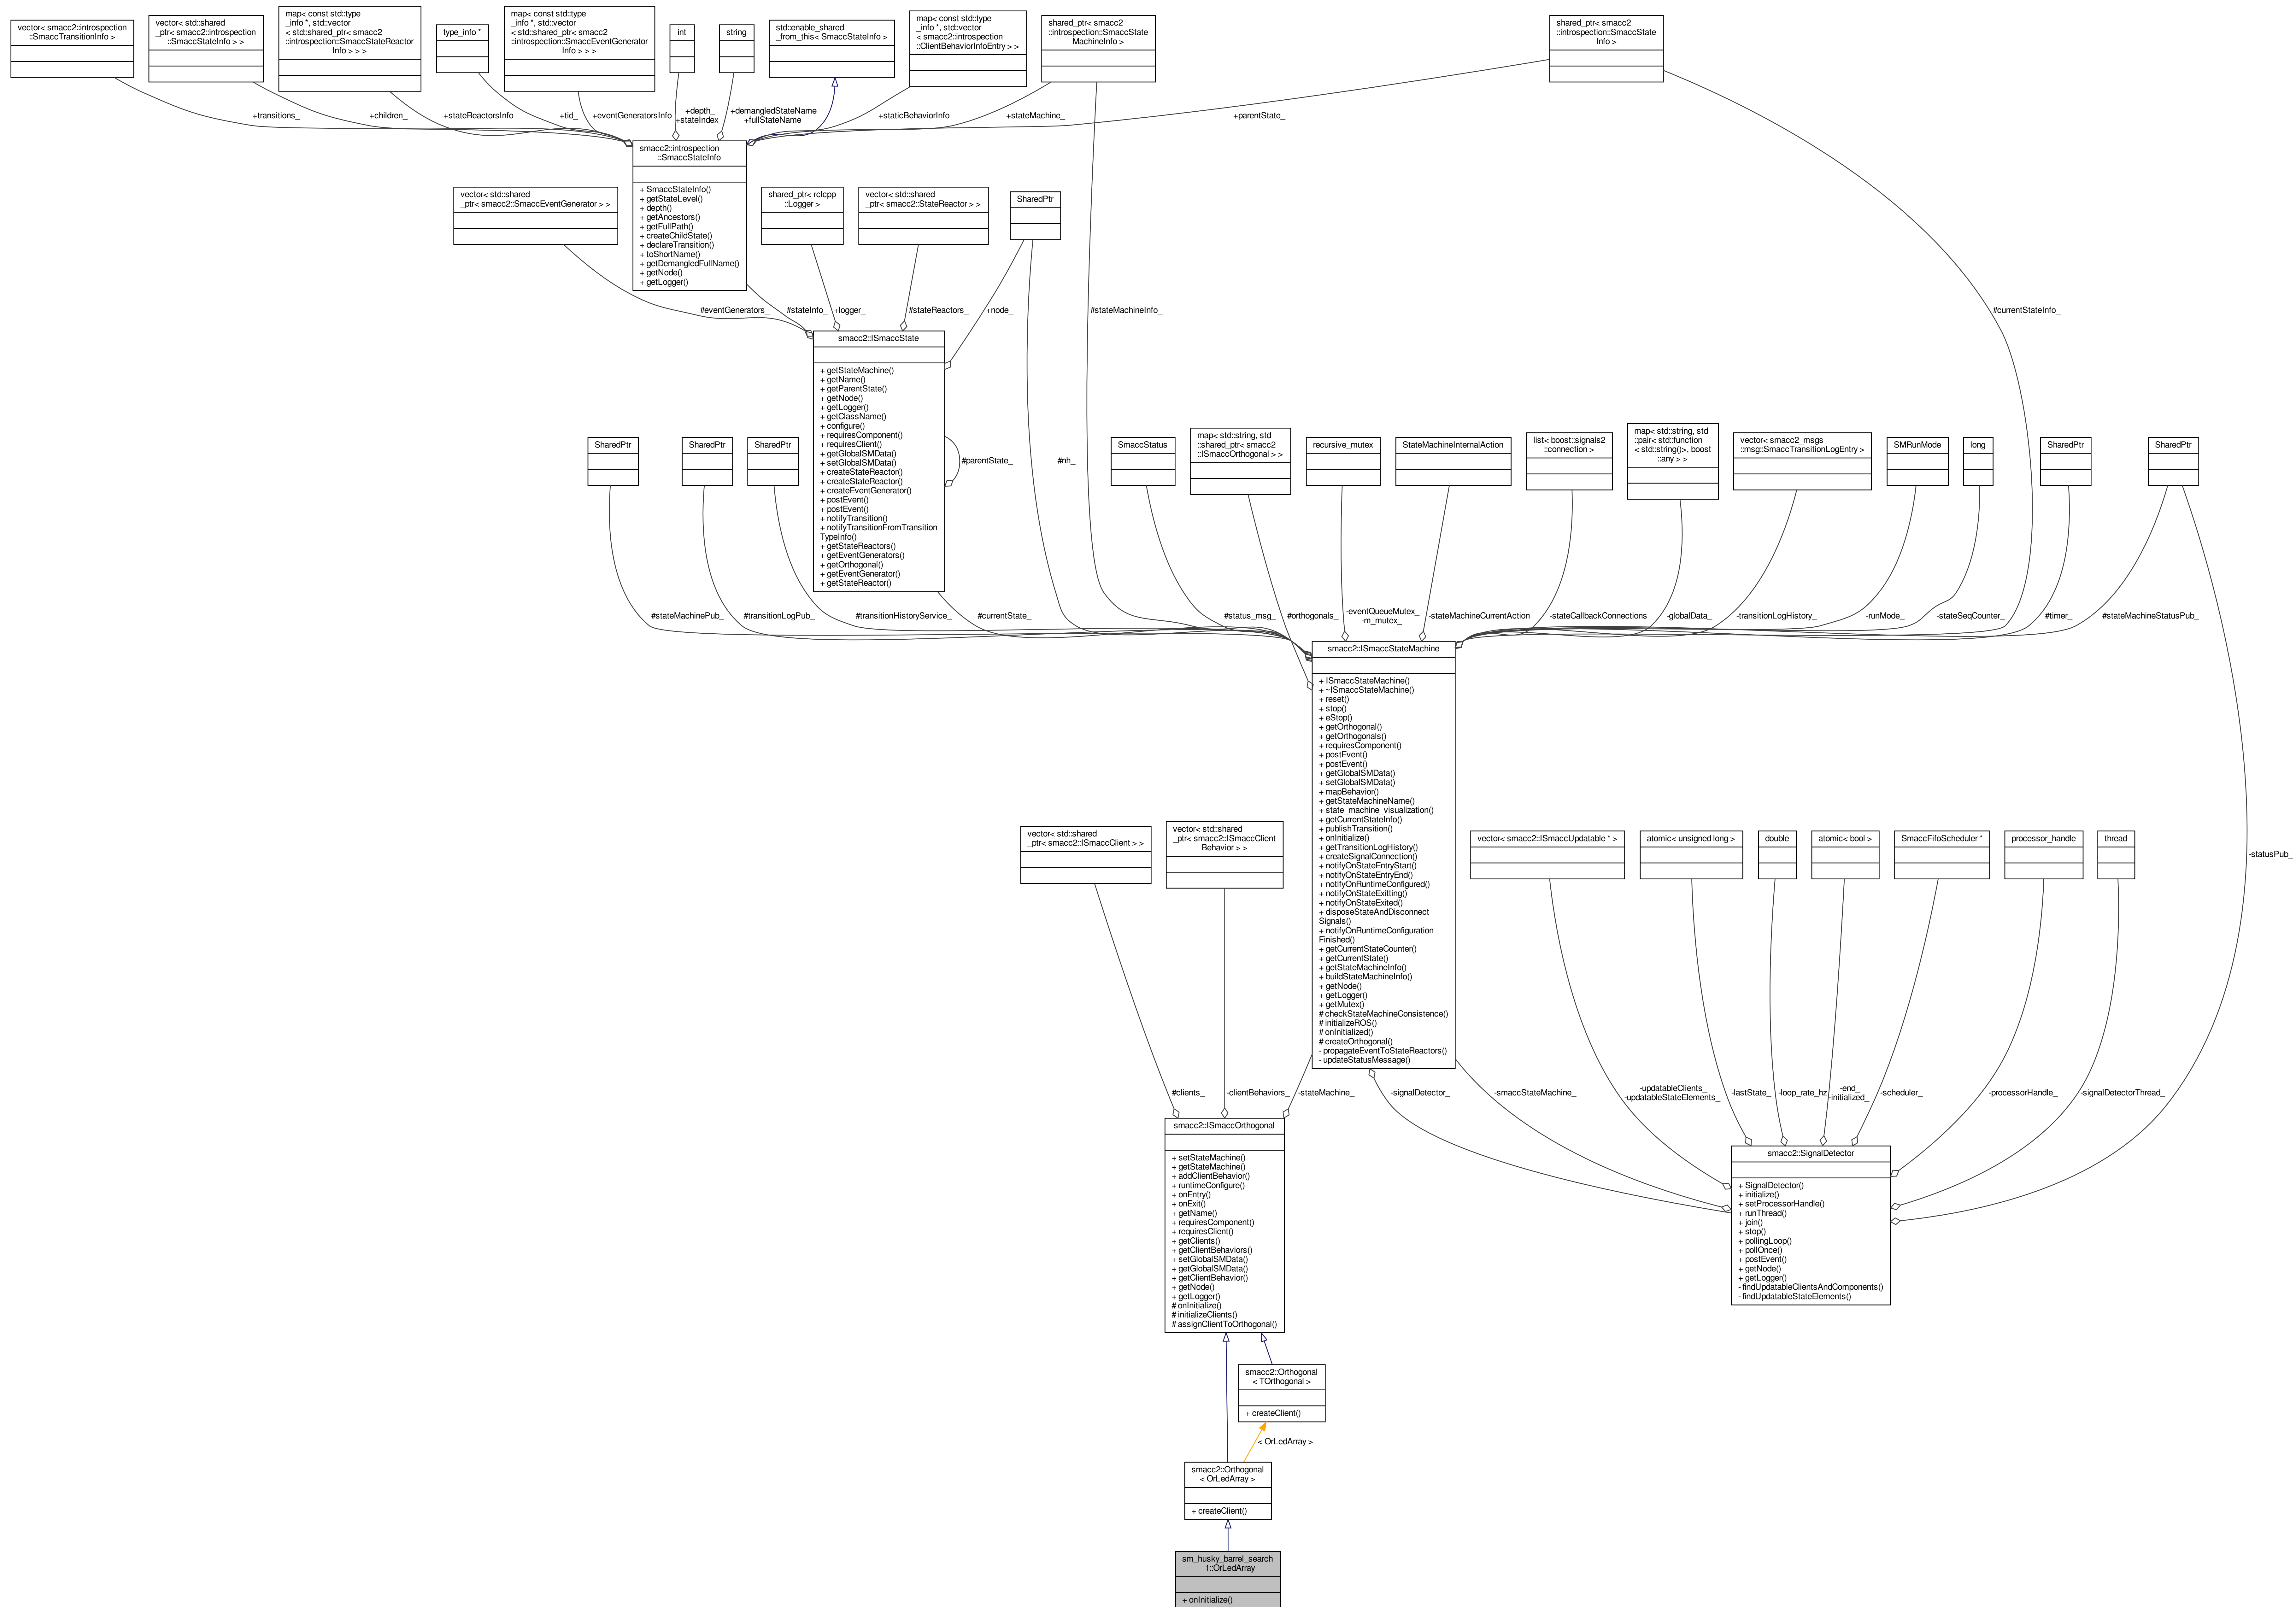 vector< smacc2::introspection
::SmaccTransitionInfo >
vector< std::shared
_ptr< smacc2::introspection
::SmaccStateInfo > >
map< const std::type
_info *, std::vector
< std::shared_ptr< smacc2
::introspection::SmaccStateReactor
Info > > >
type_info *
map< const std::type
_info *, std::vector
< std::shared_ptr< smacc2
::introspection::SmaccEventGenerator
Info > > >
int
string
std::enable_shared
_from_this< SmaccStateInfo >
map< const std::type
_info *, std::vector
< smacc2::introspection
::ClientBehaviorInfoEntry > >
shared_ptr< smacc2
::introspection::SmaccState
MachineInfo >
shared_ptr< smacc2
::introspection::SmaccState
Info >
+transitions_
+children_
+stateReactorsInfo
+tid_
+eventGeneratorsInfo
+depth_
+stateIndex_
+demangledStateName
+fullStateName
+staticBehaviorInfo
+stateMachine_
+parentState_
smacc2::introspection
::SmaccStateInfo
+ SmaccStateInfo()
+ getStateLevel()
+ depth()
+ getAncestors()
+ getFullPath()
+ createChildState()
+ declareTransition()
+ toShortName()
+ getDemangledFullName()
+ getNode()
+ getLogger()
vector< std::shared
_ptr< smacc2::SmaccEventGenerator > >
shared_ptr< rclcpp
::Logger >
vector< std::shared
_ptr< smacc2::StateReactor > >
SharedPtr
#eventGenerators_
#stateInfo_
+logger_
#stateReactors_
+node_
#stateMachineInfo_
#currentStateInfo_
smacc2::ISmaccState
+ getStateMachine()
+ getName()
+ getParentState()
+ getNode()
+ getLogger()
+ getClassName()
+ configure()
+ requiresComponent()
+ requiresClient()
+ getGlobalSMData()
+ setGlobalSMData()
+ createStateReactor()
+ createStateReactor()
+ createEventGenerator()
+ postEvent()
+ postEvent()
+ notifyTransition()
+ notifyTransitionFromTransition
TypeInfo()
+ getStateReactors()
+ getEventGenerators()
+ getOrthogonal()
+ getEventGenerator()
+ getStateReactor()
#parentState_
#nh_
SharedPtr
SharedPtr
SharedPtr
SmaccStatus
map< std::string, std
::shared_ptr< smacc2
::ISmaccOrthogonal > >
recursive_mutex
StateMachineInternalAction
list< boost::signals2
::connection >
map< std::string, std
::pair< std::function
< std::string()>, boost
::any > >
vector< smacc2_msgs
::msg::SmaccTransitionLogEntry >
SMRunMode
long
SharedPtr
SharedPtr
#stateMachinePub_
#transitionLogPub_
#transitionHistoryService_
#currentState_
#status_msg_
#orthogonals_
-eventQueueMutex_
-m_mutex_
-stateMachineCurrentAction
-stateCallbackConnections
-globalData_
-transitionLogHistory_
-runMode_
-stateSeqCounter_
#timer_
#stateMachineStatusPub_
smacc2::ISmaccStateMachine
+ ISmaccStateMachine()
+ ~ISmaccStateMachine()
+ reset()
+ stop()
+ eStop()
+ getOrthogonal()
+ getOrthogonals()
+ requiresComponent()
+ postEvent()
+ postEvent()
+ getGlobalSMData()
+ setGlobalSMData()
+ mapBehavior()
+ getStateMachineName()
+ state_machine_visualization()
+ getCurrentStateInfo()
+ publishTransition()
+ onInitialize()
+ getTransitionLogHistory()
+ createSignalConnection()
+ notifyOnStateEntryStart()
+ notifyOnStateEntryEnd()
+ notifyOnRuntimeConfigured()
+ notifyOnStateExitting()
+ notifyOnStateExited()
+ disposeStateAndDisconnect
Signals()
+ notifyOnRuntimeConfiguration
Finished()
+ getCurrentStateCounter()
+ getCurrentState()
+ getStateMachineInfo()
+ buildStateMachineInfo()
+ getNode()
+ getLogger()
+ getMutex()
# checkStateMachineConsistence()
# initializeROS()
# onInitialized()
# createOrthogonal()
- propagateEventToStateReactors()
- updateStatusMessage()
vector< std::shared
_ptr< smacc2::ISmaccClient > >
vector< std::shared
_ptr< smacc2::ISmaccClient
Behavior > >
vector< smacc2::ISmaccUpdatable * >
atomic< unsigned long >
double
atomic< bool >
SmaccFifoScheduler *
processor_handle
thread
-statusPub_
#clients_
-clientBehaviors_
-stateMachine_
-signalDetector_
-smaccStateMachine_
-updatableClients_
-updatableStateElements_
-lastState_
-loop_rate_hz
-end_
-initialized_
-scheduler_
-processorHandle_
-signalDetectorThread_
smacc2::ISmaccOrthogonal
+ setStateMachine()
+ getStateMachine()
+ addClientBehavior()
+ runtimeConfigure()
+ onEntry()
+ onExit()
+ getName()
+ requiresComponent()
+ requiresClient()
+ getClients()
+ getClientBehaviors()
+ setGlobalSMData()
+ getGlobalSMData()
+ getClientBehavior()
+ getNode()
+ getLogger()
# onInitialize()
# initializeClients()
# assignClientToOrthogonal()
smacc2::SignalDetector
+ SignalDetector()
+ initialize()
+ setProcessorHandle()
+ runThread()
+ join()
+ stop()
+ pollingLoop()
+ pollOnce()
+ postEvent()
+ getNode()
+ getLogger()
- findUpdatableClientsAndComponents()
- findUpdatableStateElements()
smacc2::Orthogonal
< TOrthogonal >
+ createClient()
< OrLedArray >
smacc2::Orthogonal
< OrLedArray >
+ createClient()
sm_husky_barrel_search
_1::OrLedArray
+ onInitialize()